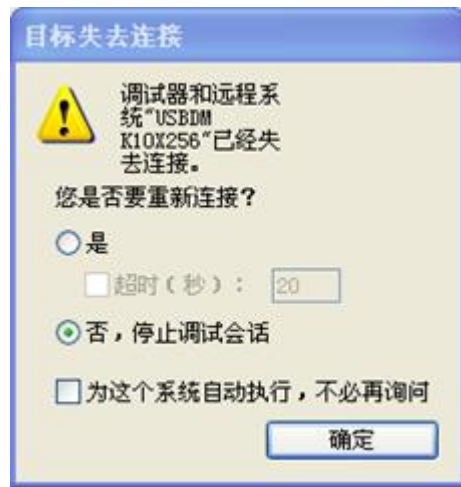 目标失去连接
调试器和远程系
统"USBDM
K10X256"已经失
去连接。
您是否要重新连接?
是
超时(秒): 20
否,停止调试会话
为这个系统自动执行,不必再询问
确定